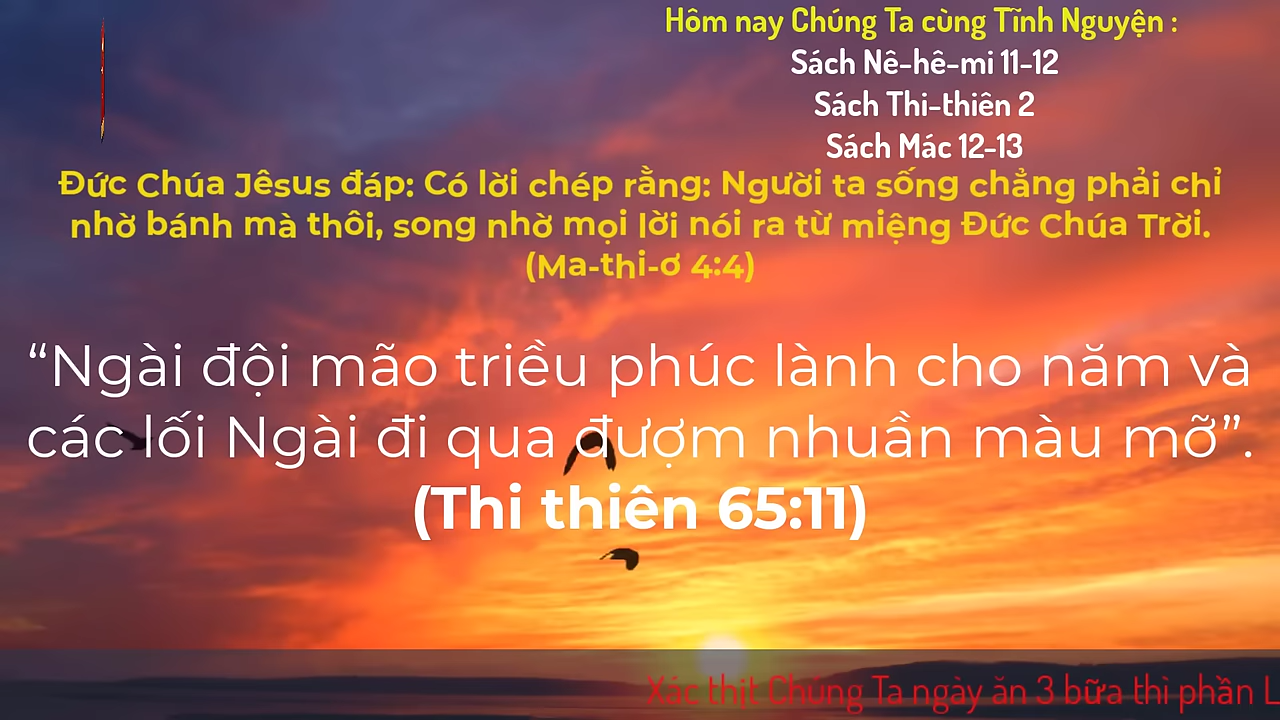 Hôm nay Chúng Ta cùng Tĩnh Nguyện :
Sách Nê-hê-mi 11-12
Sách Thi-thiên 2
Sách Mác 12-13
Đức Chúa Jêsus đáp: Có lời chép rằng: Người ta sống chẳng phải chỉ
nhờ bánh mà thôi, song nhờ mọi lời nói ra từ miệng Đức Chúa Trời.
(Ma-thi-ơ 4:4)
“Ngài đội mão triều phúc lành cho năm và
các lối Ngài đi qua đượm nhuần màu mỡ”.
(Thi thiên 65:11)
Xác thịt Chúng Ta ngày ăn 3 bữa thì phần L